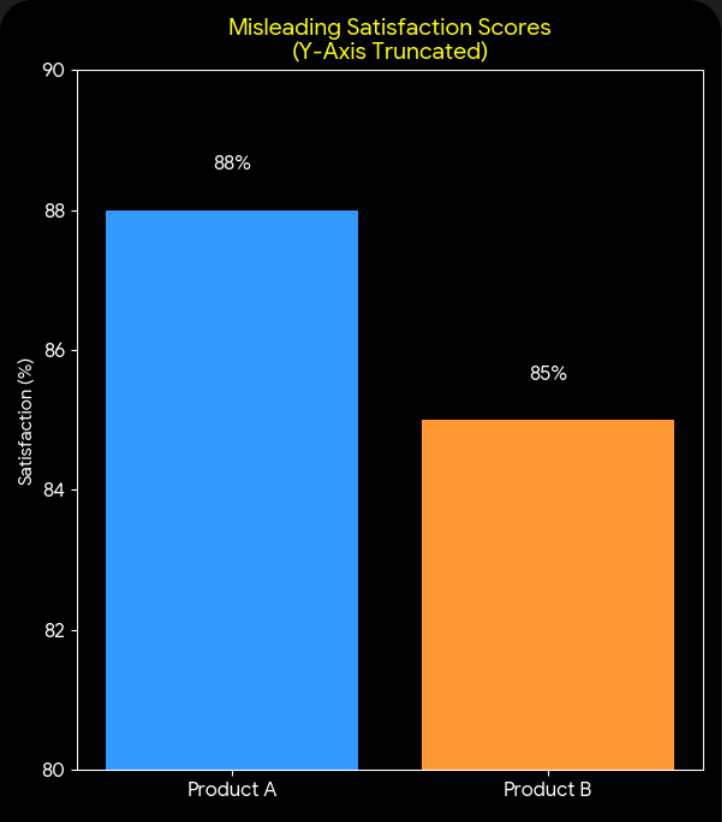 Misleading Satisfaction Scores
(Y-Axis Truncated)
90
88%
88
86
85%
Satisfaction (%)
84
82
80
Product A
Product B